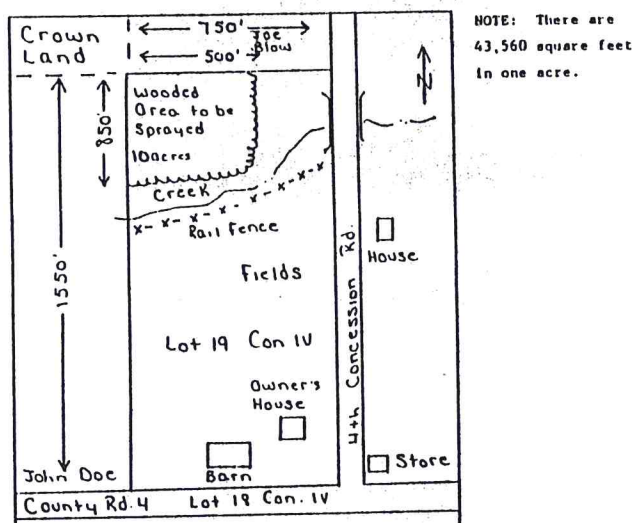 NOTE: There are
43,560 square feet
in one acre.
Crown
Land
750'
500'
Joe
Blow
N
Wooded
Area to be
Sprayed
10 acres
850'
Creek
x - x - x - x - x - x - x - x
Rail Fence
House
Fields
1550'
4th Concession Rd.
Lot 19 Con IV
Owner's
House
Barn
John Doe
Store
County Rd. 4 Lot 18 Con. IV